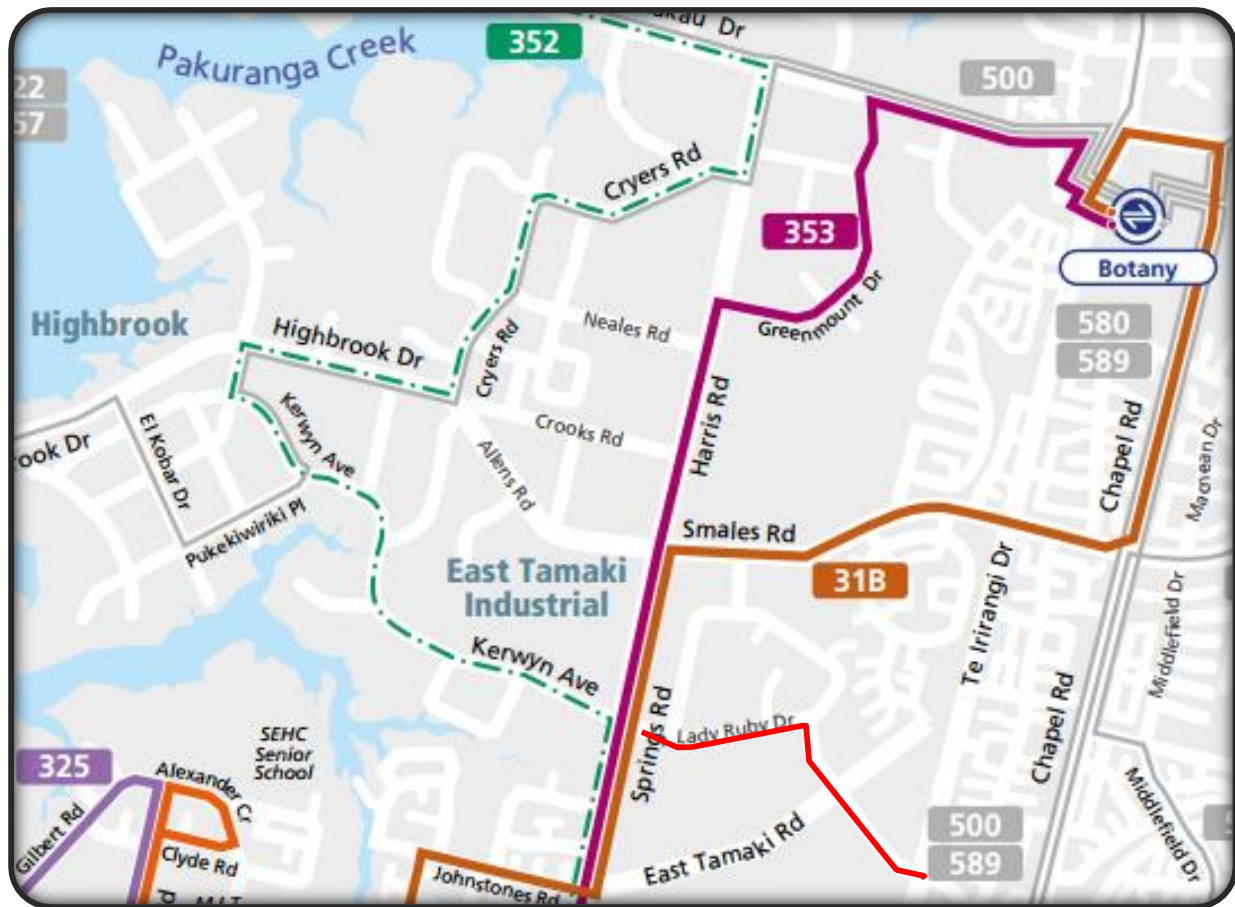 352
Pakuranga Creek
500
Cryers Rd
353
Botany
Highbrook
Highbrook Dr
Neales Rd
Greenmount Dr
580
589
Cryers Rd
Kerwyn Ave
El Kobar Dr
Crooks Rd
Harris Rd
Chapel Rd
Macnean Dr
Allens Rd
Pukekiwiriki Pl
Smales Rd
East Tamaki
Industrial
31B
Te Irirangi Dr
Middlefield Dr
Kerwyn Ave
Springs Rd
Lady Ruby Dr
Chapel Rd
SEHC
Senior
School
325
Alexander Cr
Gilbert Rd
Clyde Rd
Johnstones Rd
East Tamaki Rd
500
589
Middlefield Dr